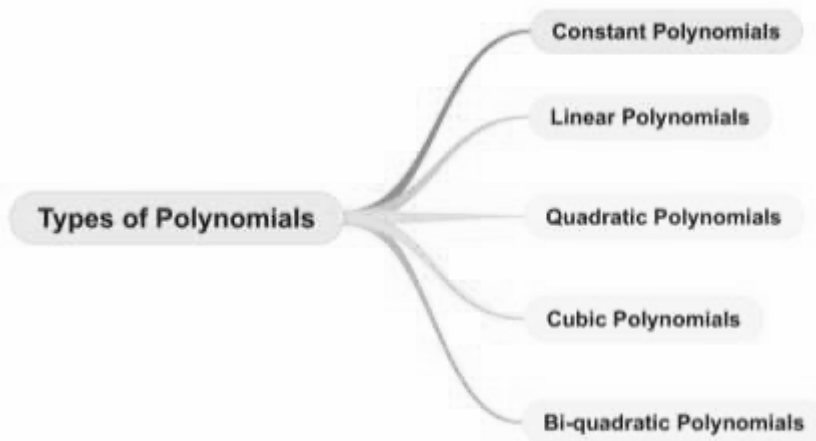 Constant Polynomials
Linear Polynomials
Types of Polynomials
Quadratic Polynomials
Cubic Polynomials
Bi-quadratic Polynomials